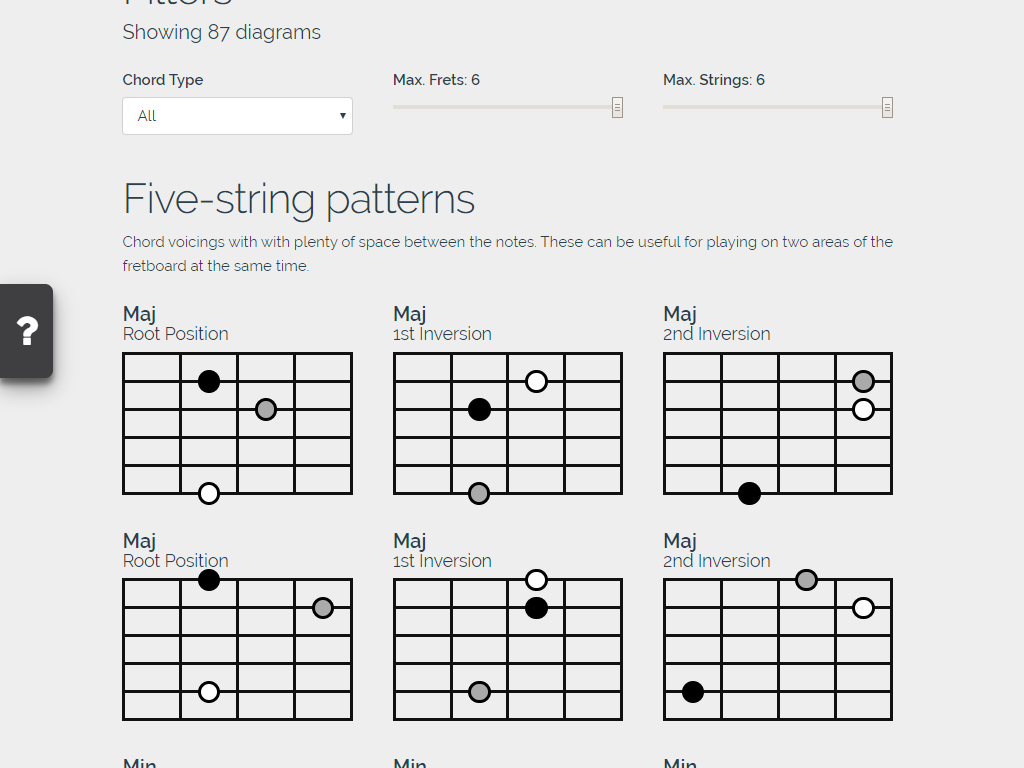 Filters
Showing 87 diagrams
Chord Type
Max. Frets: 6
Max. Strings: 6
All
Five-string patterns
Chord voicings with with plenty of space between the notes. These can be useful for playing on two areas of the
fretboard at the same time.
?
Maj
Root Position
Maj
1st Inversion
Maj
2nd Inversion
Maj
Root Position
Maj
1st Inversion
Maj
2nd Inversion
Min
Min
Min